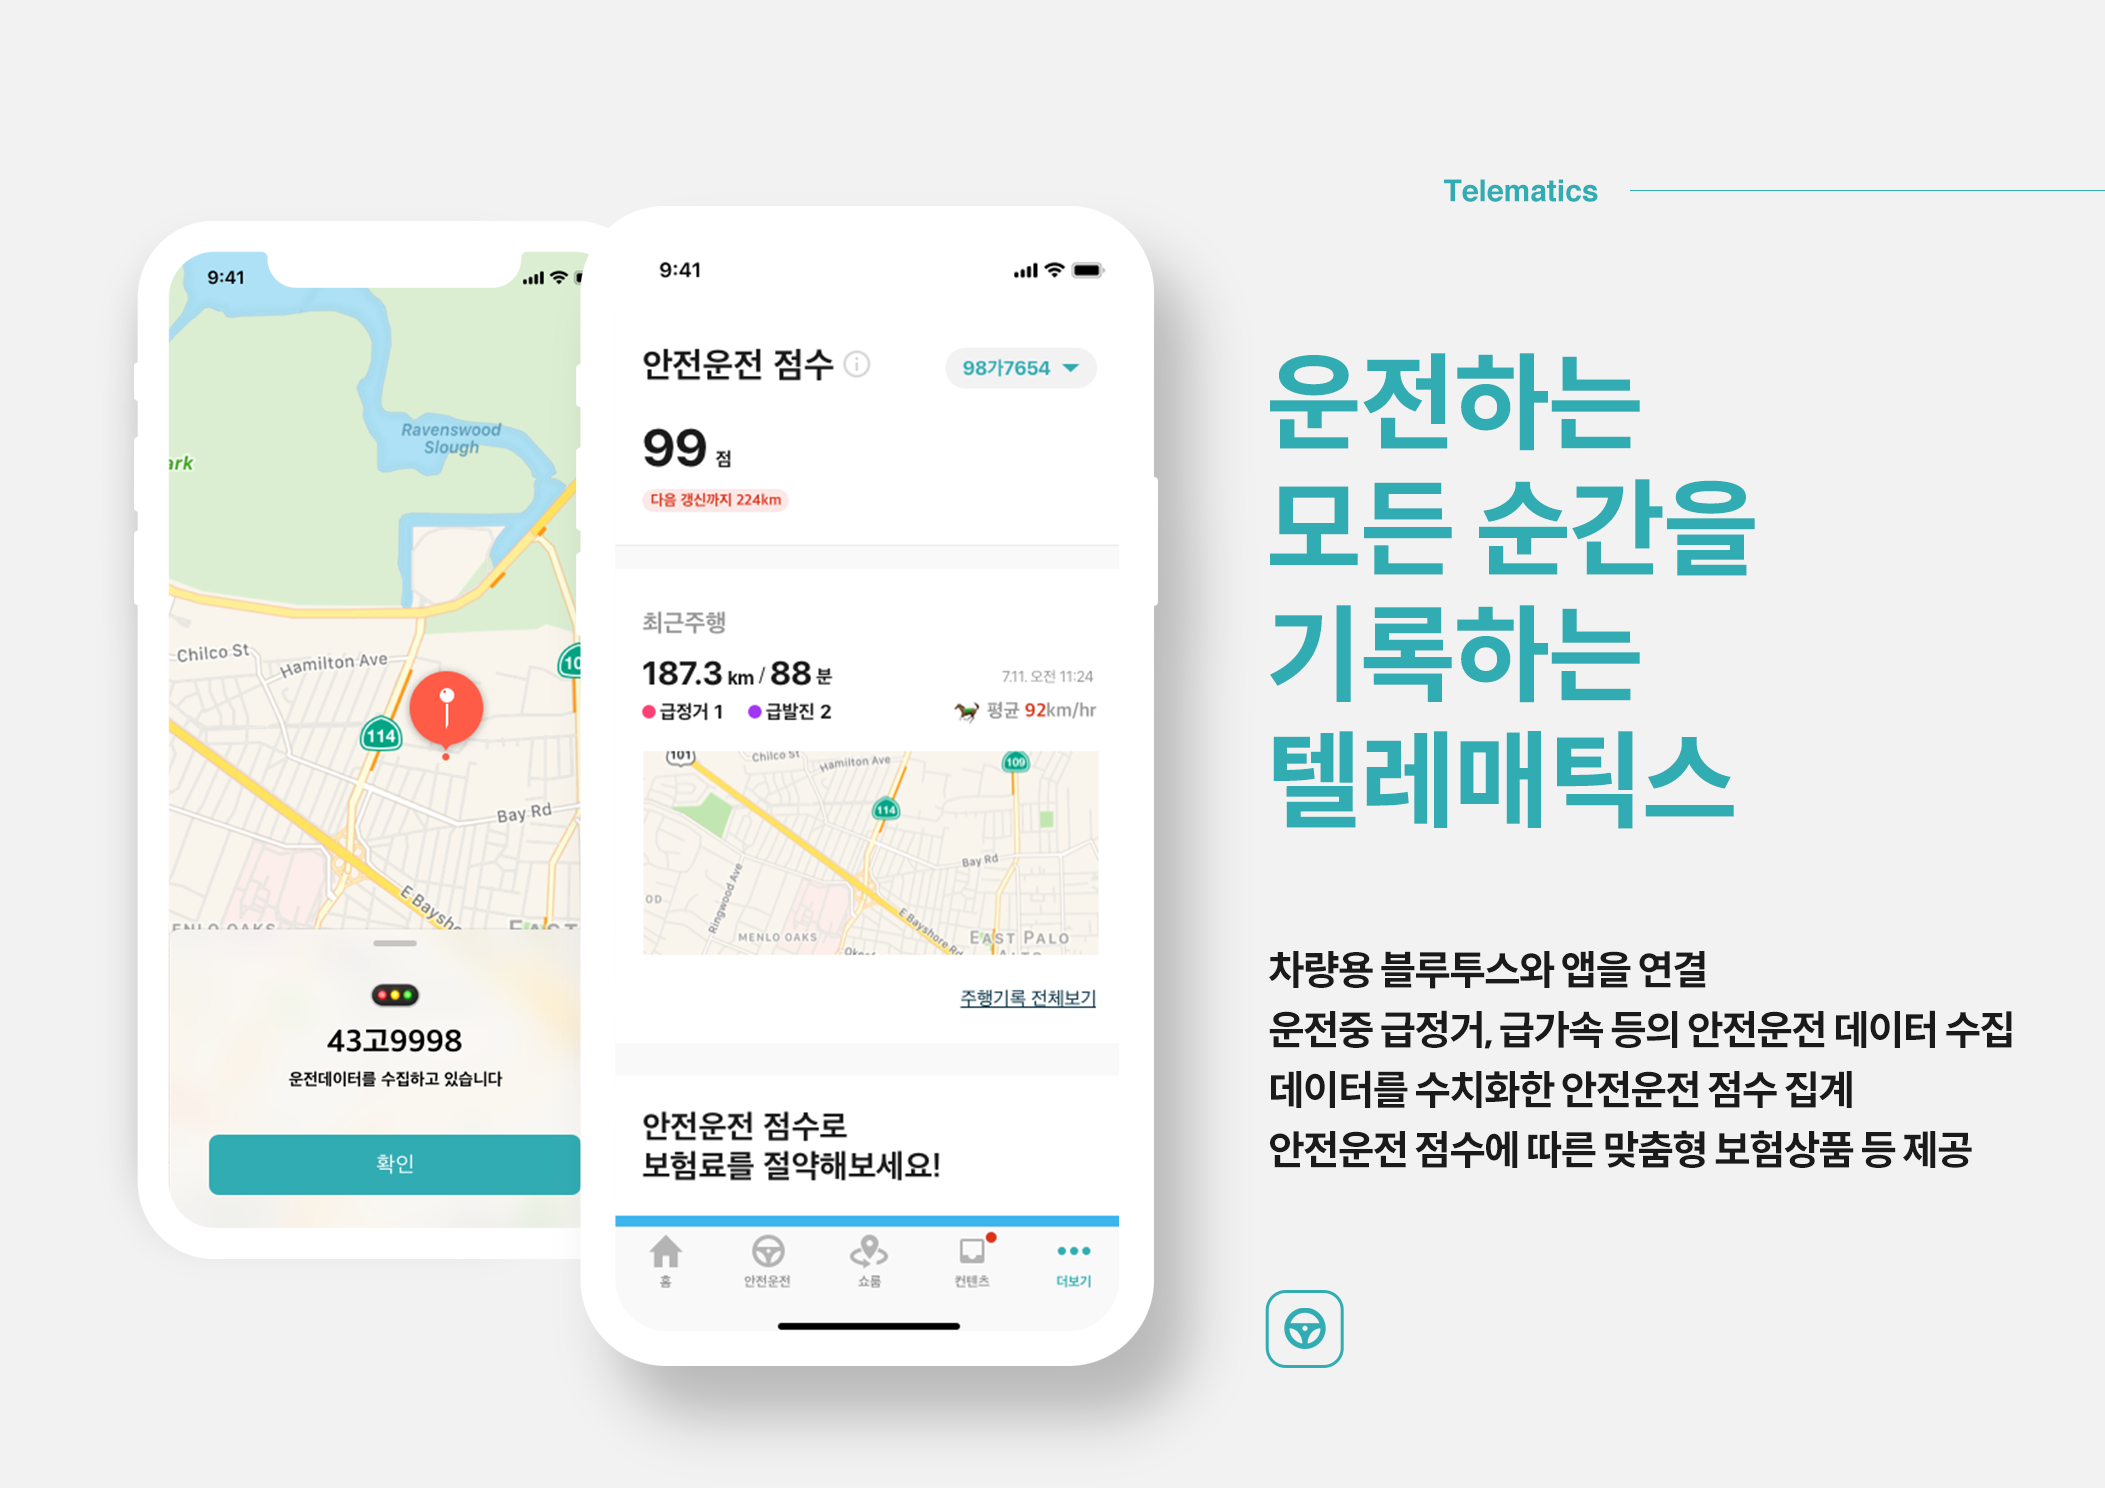 Telematics
9:41
Ravenswood
Slough
ark
Chilco St
Hamilton Ave
114
Bay Rd
E Baysho
43고9998
운전데이터를 수집하고 있습니다
확인
9:41
안전운전 점수
98가7654
99 점
다음 갱신까지 224km
최근주행
187.3 km / 88 분
7.11. 오전 11:24
급정거 1 급발진 2
평균 92km/hr
101
Chilco St
Hamilton Ave
109
114
Bay Rd
Ringwood Ave
OD
E Bayshore Rd
MENLO OAKS
EAST PALO
주행기록 전체보기
안전운전 점수로
보험료를 절약해보세요!
홈 안전운전 쇼룸 컨텐츠 더보기
운전하는
모든 순간을
기록하는
텔레매틱스
차량용 블루투스와 앱을 연결
운전중 급정거, 급가속 등의 안전운전 데이터 수집
데이터를 수치화한 안전운전 점수 집계
안전운전 점수에 따른 맞춤형 보험상품 등 제공